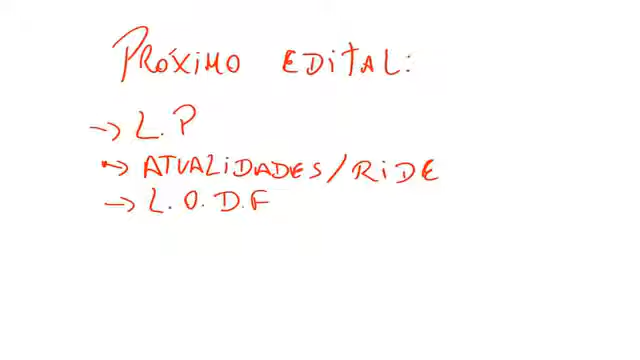 PRÓXIMO EDITAL:
→ L.P
→ ATUALIDADES/RIDE
→ L.O.D.F